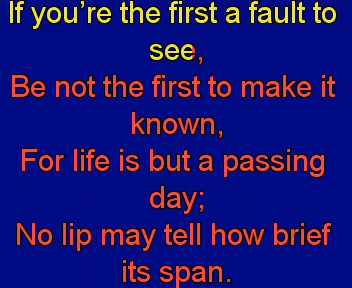 If you're the first a fault to
see,
Be not the first to make it
known,
For life is but a passing
day;
No lip may tell how brief
its span.